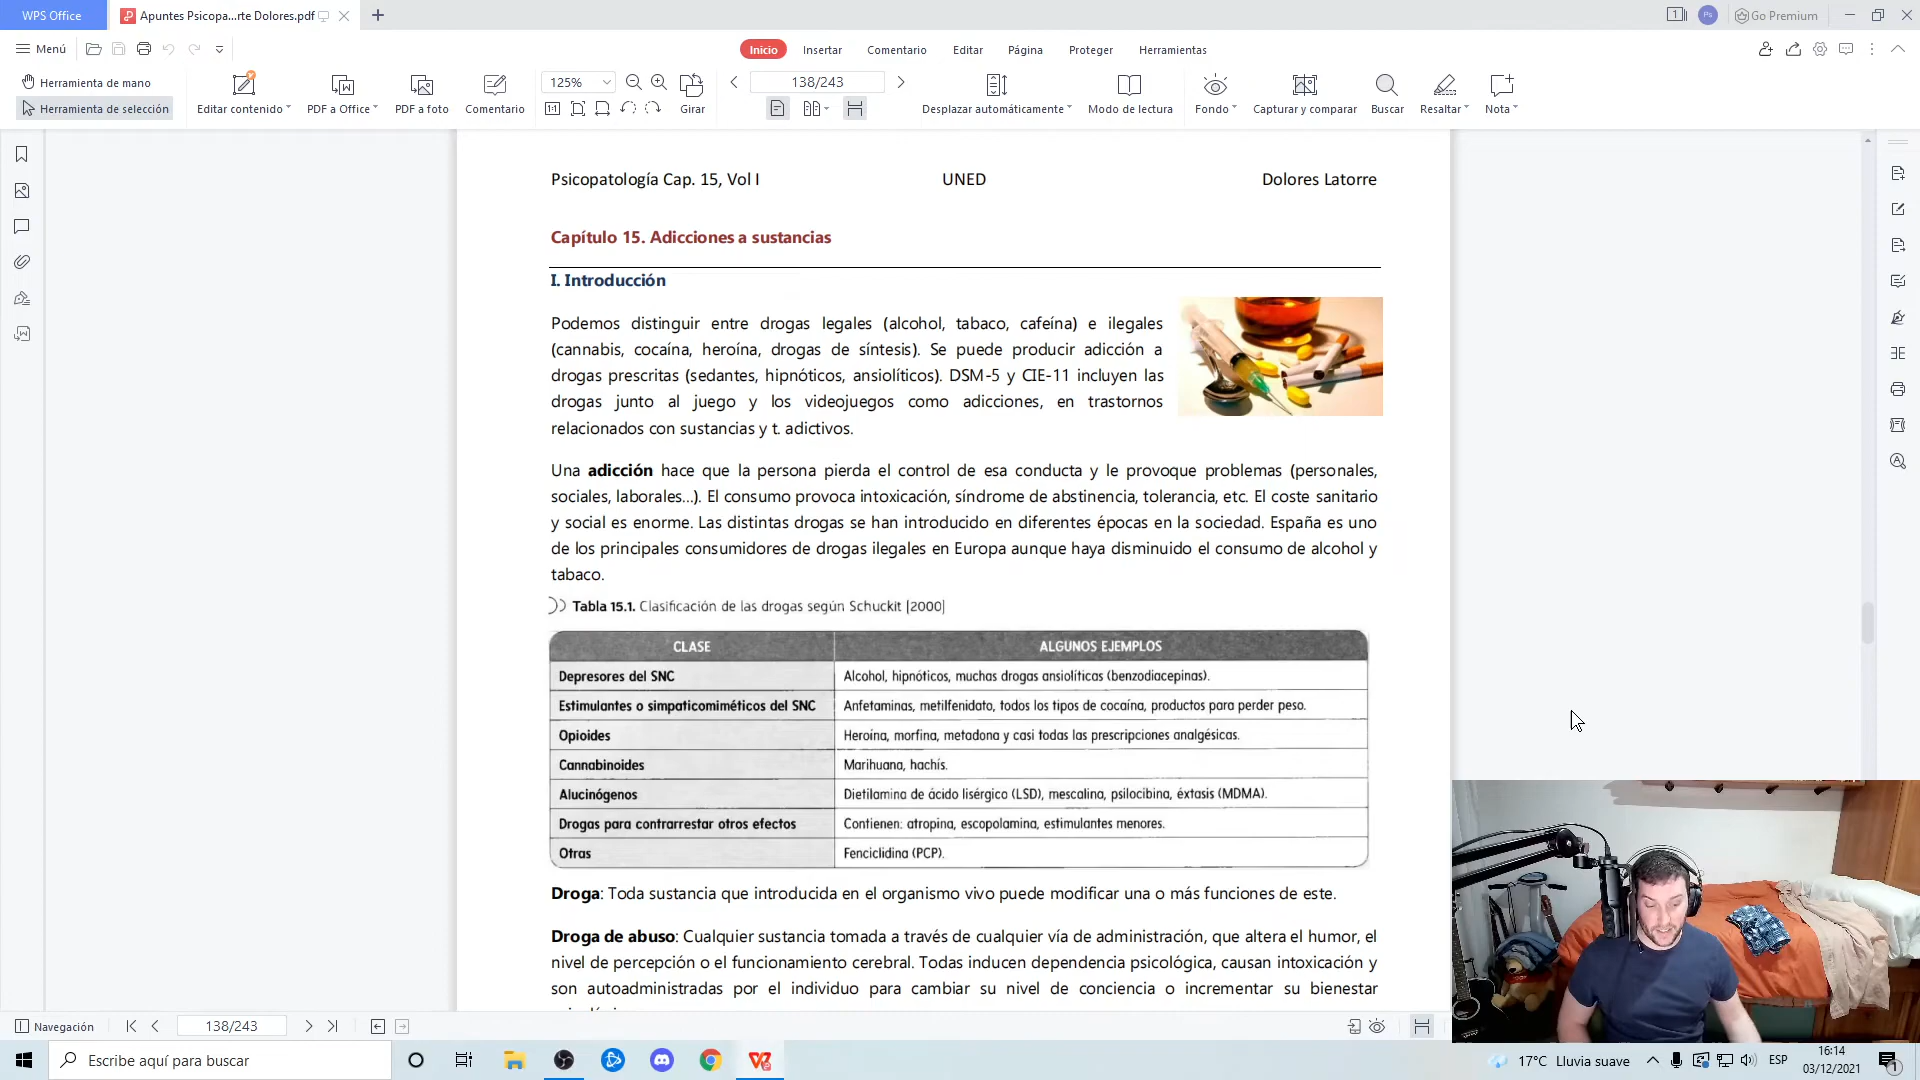 WPS Office
Apuntes Psicopa...rte Dolores.pdf
1
Ps
Go Premium
Menú
Inicio
Insertar
Comentario
Editar
Página
Proteger
Herramientas
Herramienta de mano
Herramienta de selección
Editar contenido
PDF a Office
PDF a foto
Comentario
125%
Girar
138/243
Desplazar automáticamente
Modo de lectura
Fondo
Capturar y comparar
Buscar
Resaltar
Nota
Psicopatología Cap. 15, Vol I UNED Dolores Latorre
Capítulo 15. Adicciones a sustancias
I. Introducción
Podemos distinguir entre drogas legales (alcohol, tabaco, cafeína) e ilegales
(cannabis, cocaína, heroína, drogas de síntesis). Se puede producir adicción a
drogas prescritas (sedantes, hipnóticos, ansiolíticos). DSM-5 y CIE-11 incluyen las
drogas junto al juego y los videojuegos como adicciones, en trastornos
relacionados con sustancias y t. adictivos.
Una adicción hace que la persona pierda el control de esa conducta y le provoque problemas (personales,
sociales, laborales...). El consumo provoca intoxicación, síndrome de abstinencia, tolerancia, etc. El coste sanitario
y social es enorme. Las distintas drogas se han introducido en diferentes épocas en la sociedad. España es uno
de los principales consumidores de drogas ilegales en Europa aunque haya disminuido el consumo de alcohol y
tabaco.
Tabla 15.1. Clasificación de las drogas según Schuckit [2000]
CLASE ALGUNOS EJEMPLOS
Depresores del SNC Alcohol, hipnóticos, muchas drogas ansiolíticas (benzodiacepinas).
Estimulantes o simpaticomiméticos del SNC Anfetaminas, metilfenidato, todos los tipos de cocaína, productos para perder peso.
Opioides Heroína, morfina, metadona y casi todas las prescripciones analgésicas.
Cannabinoides Marihuana, hachís.
Alucinógenos Dietilamina de ácido lisérgico (LSD), mescalina, psilocibina, éxtasis (MDMA).
Drogas para contrarrestar otros efectos Contienen: atropina, escopolamina, estimulantes menores.
Otras Fenciclidina (PCP).
Droga: Toda sustancia que introducida en el organismo vivo puede modificar una o más funciones de este.
Droga de abuso: Cualquier sustancia tomada a través de cualquier vía de administración, que altera el humor, el
nivel de percepción o el funcionamiento cerebral. Todas inducen dependencia psicológica, causan intoxicación y
son autoadministradas por el individuo para cambiar su nivel de conciencia o incrementar su bienestar
Navegación
138/243
Escribe aquí para buscar
17°C Lluvia suave
ESP
16:14
03/12/2021
1